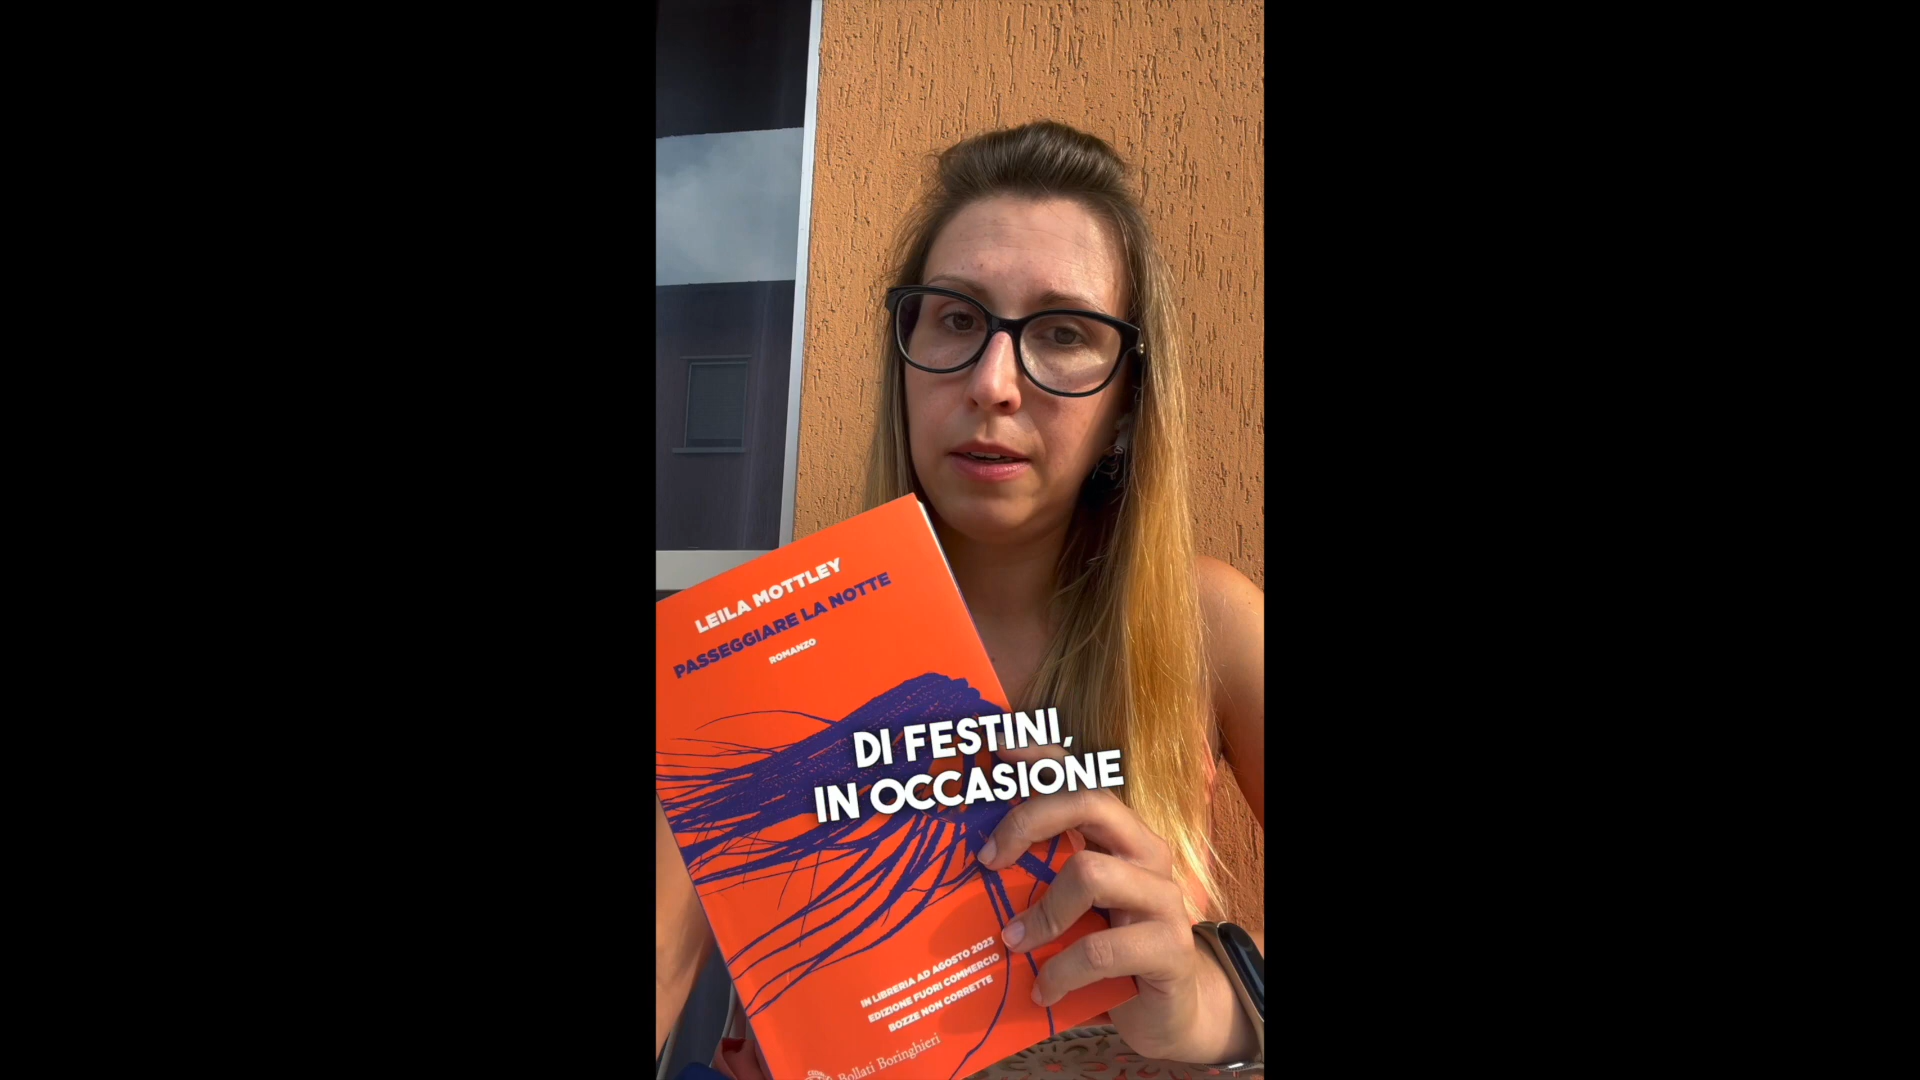 LEILA MOTTLEY
PASSEGGIARE LA NOTTE
ROMANZO
DI FESTINI,
IN OCCASIONE
IN LIBRERIA AD AGOSTO 2023
EDIZIONE FUORI COMMERCIO
BOZZE NON CORRETTE
Bollati Boringhieri